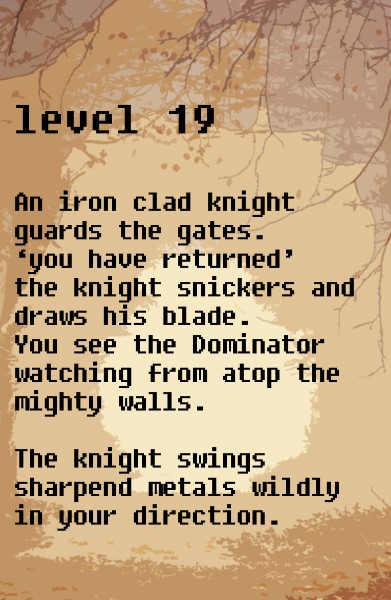 level 19
An iron clad knight
guards the gates.
‘you have returned’
the knight snickers and
draws his blade.
You see the Dominator
watching from atop the
mighty walls.
The knight swings
sharpend metals wildly
in your direction.